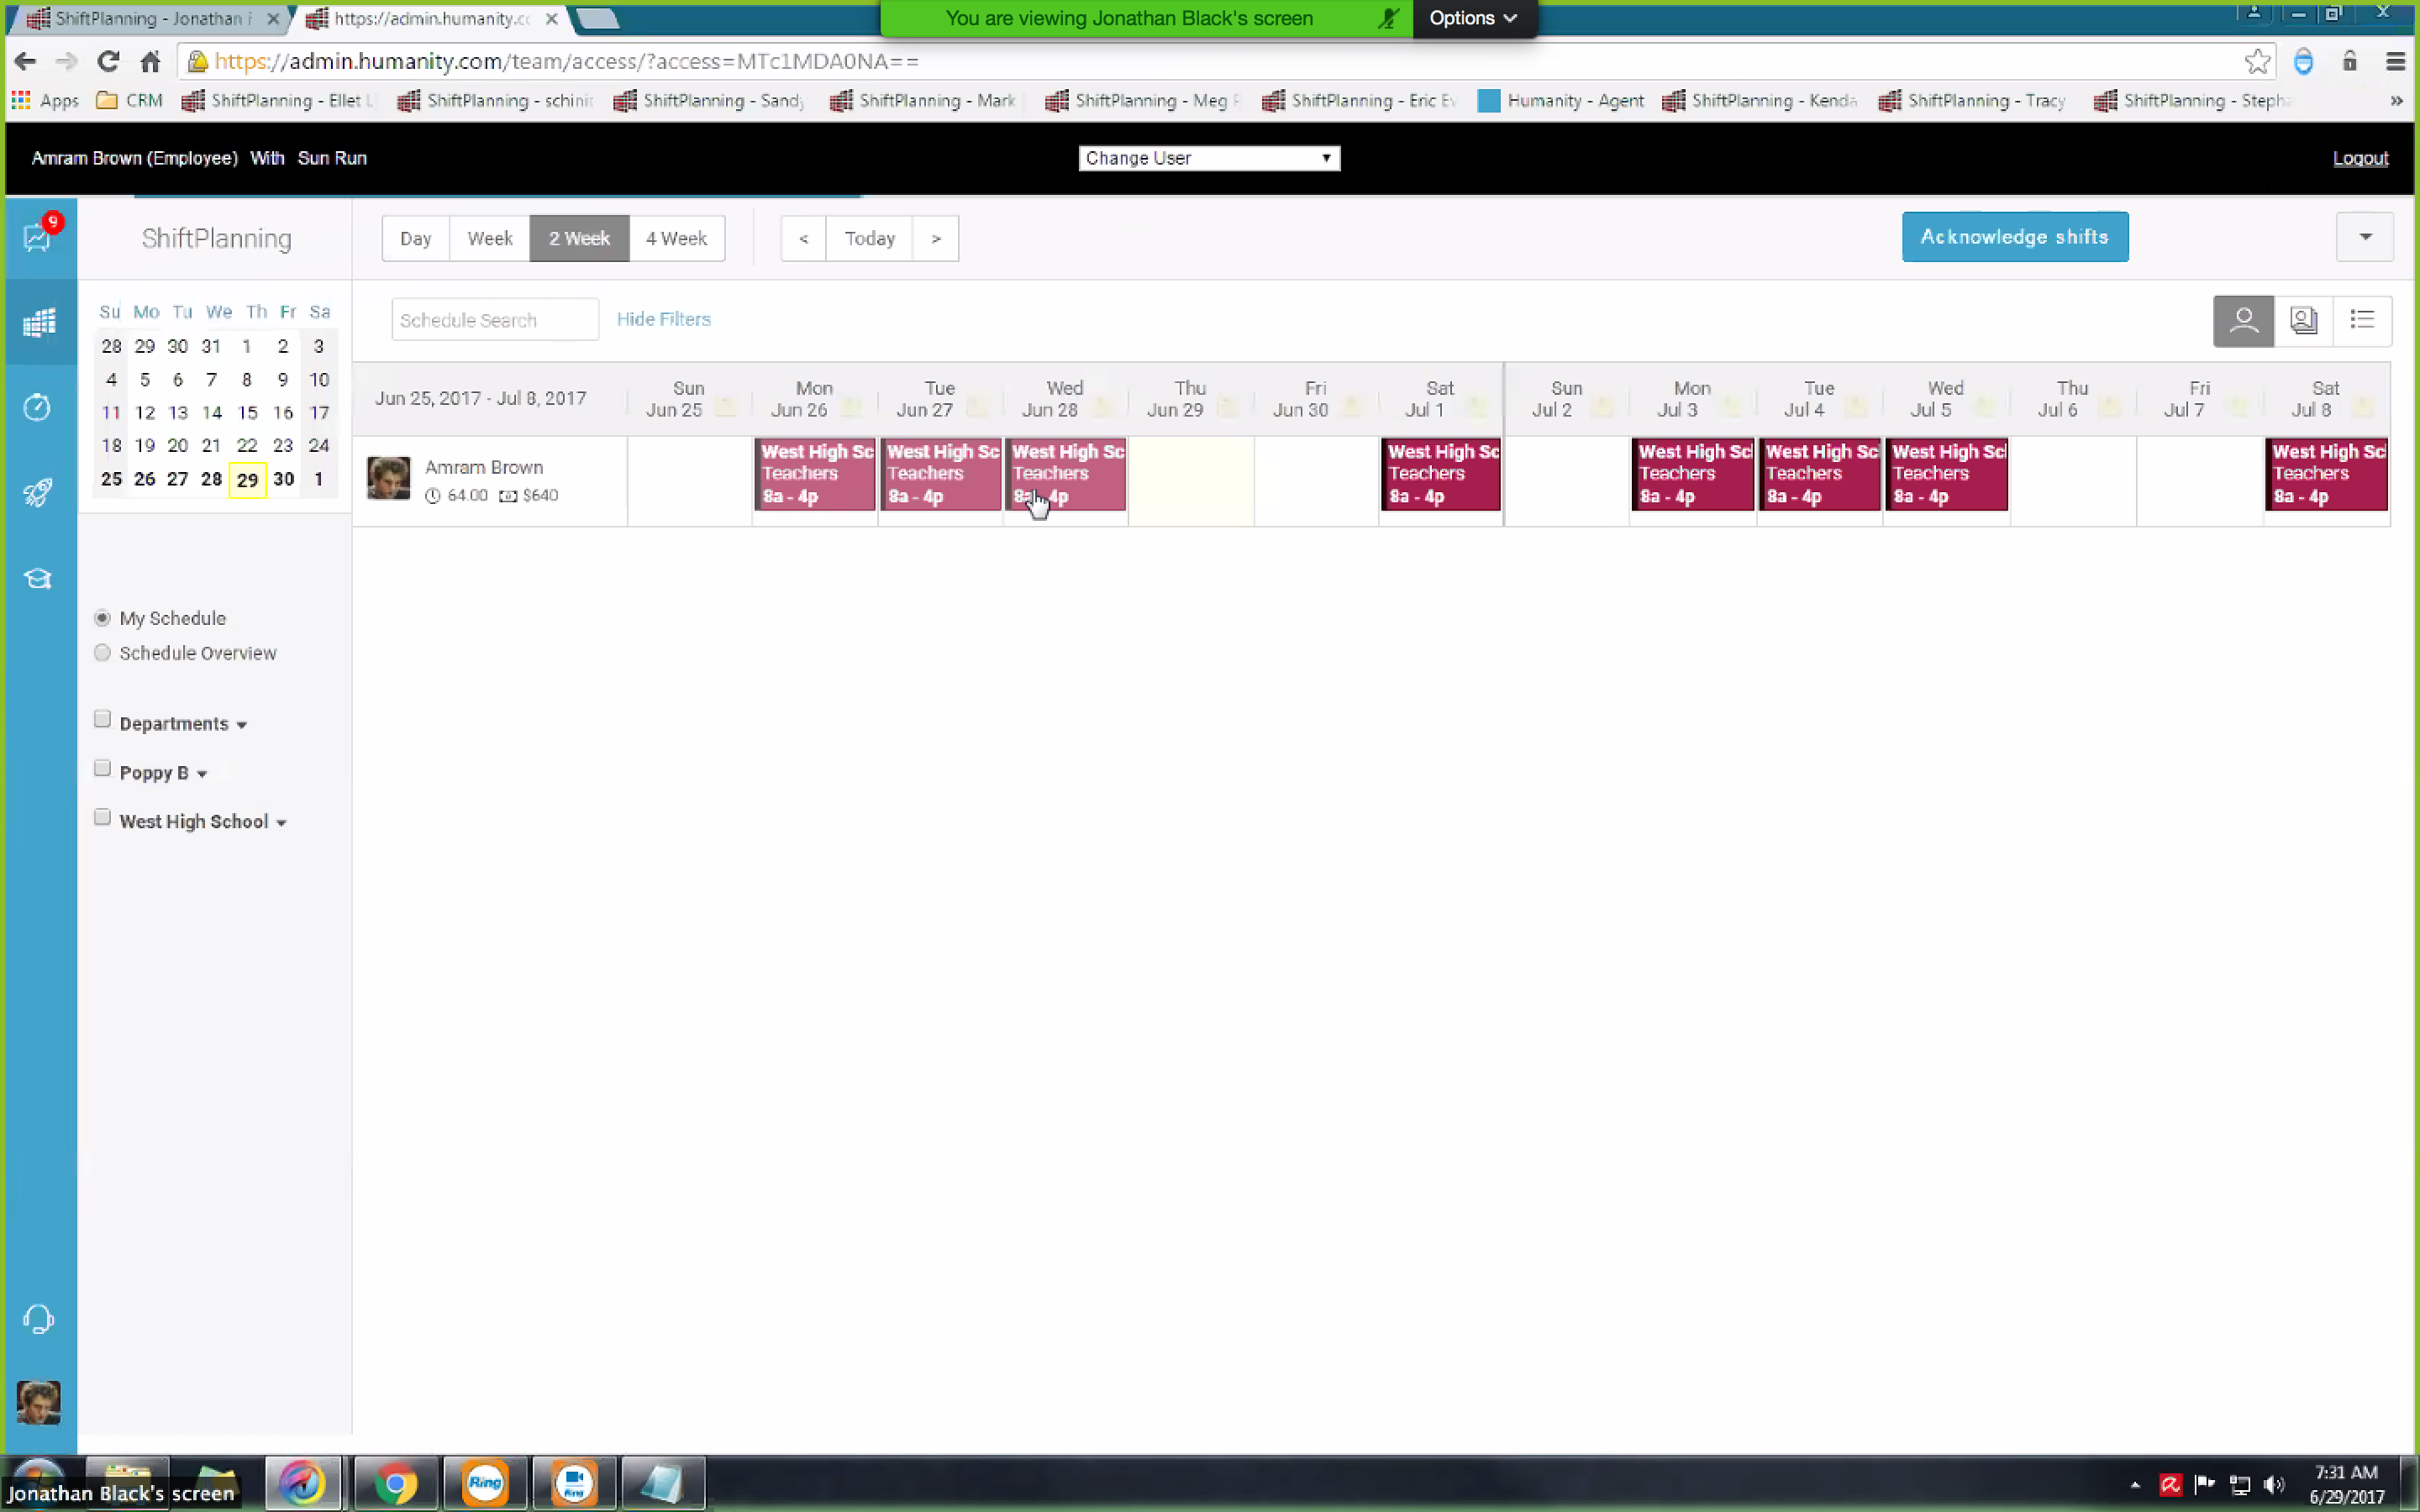 ShiftPlanning - Jonathan
https://admin.humanity.co
You are viewing Jonathan Black's screen
Options
https://admin.humanity.com/team/access/?access=MTc1MDA0NA==
Apps
CRM
ShiftPlanning - Ellet
ShiftPlanning - schinit
ShiftPlanning - Sandy
ShiftPlanning - Mark
ShiftPlanning - Meg
ShiftPlanning - Eric Ev
Humanity - Agent
ShiftPlanning - Kenda
ShiftPlanning - Tracy
ShiftPlanning - Stepha
»
Amram Brown (Employee) With Sun Run
Change User
Logout
9
ShiftPlanning
Day Week 2 Week 4 Week
< Today >
Acknowledge shifts
Su Mo Tu We Th Fr Sa
28 29 30 31 1 2 3
4 5 6 7 8 9 10
11 12 13 14 15 16 17
18 19 20 21 22 23 24
25 26 27 28 29 30 1
Schedule Search
Hide Filters
Jun 25, 2017 - Jul 8, 2017
Sun Jun 25
Mon Jun 26
Tue Jun 27
Wed Jun 28
Thu Jun 29
Fri Jun 30
Sat Jul 1
Sun Jul 2
Mon Jul 3
Tue Jul 4
Wed Jul 5
Thu Jul 6
Fri Jul 7
Sat Jul 8
Amram Brown
64.00 $640
West High Sc
Teachers
8a - 4p
West High Sc
Teachers
8a - 4p
West High Sc
Teachers
8a - 4p
West High Sc
Teachers
8a - 4p
West High Scl
Teachers
8a - 4p
West High Scl
Teachers
8a - 4p
West High Scl
Teachers
8a - 4p
West High Scl
Teachers
8a - 4p
My Schedule
Schedule Overview
Departments
Poppy B
West High School
Ring
Ring
Jonathan Black's screen
7:31 AM
6/29/2017